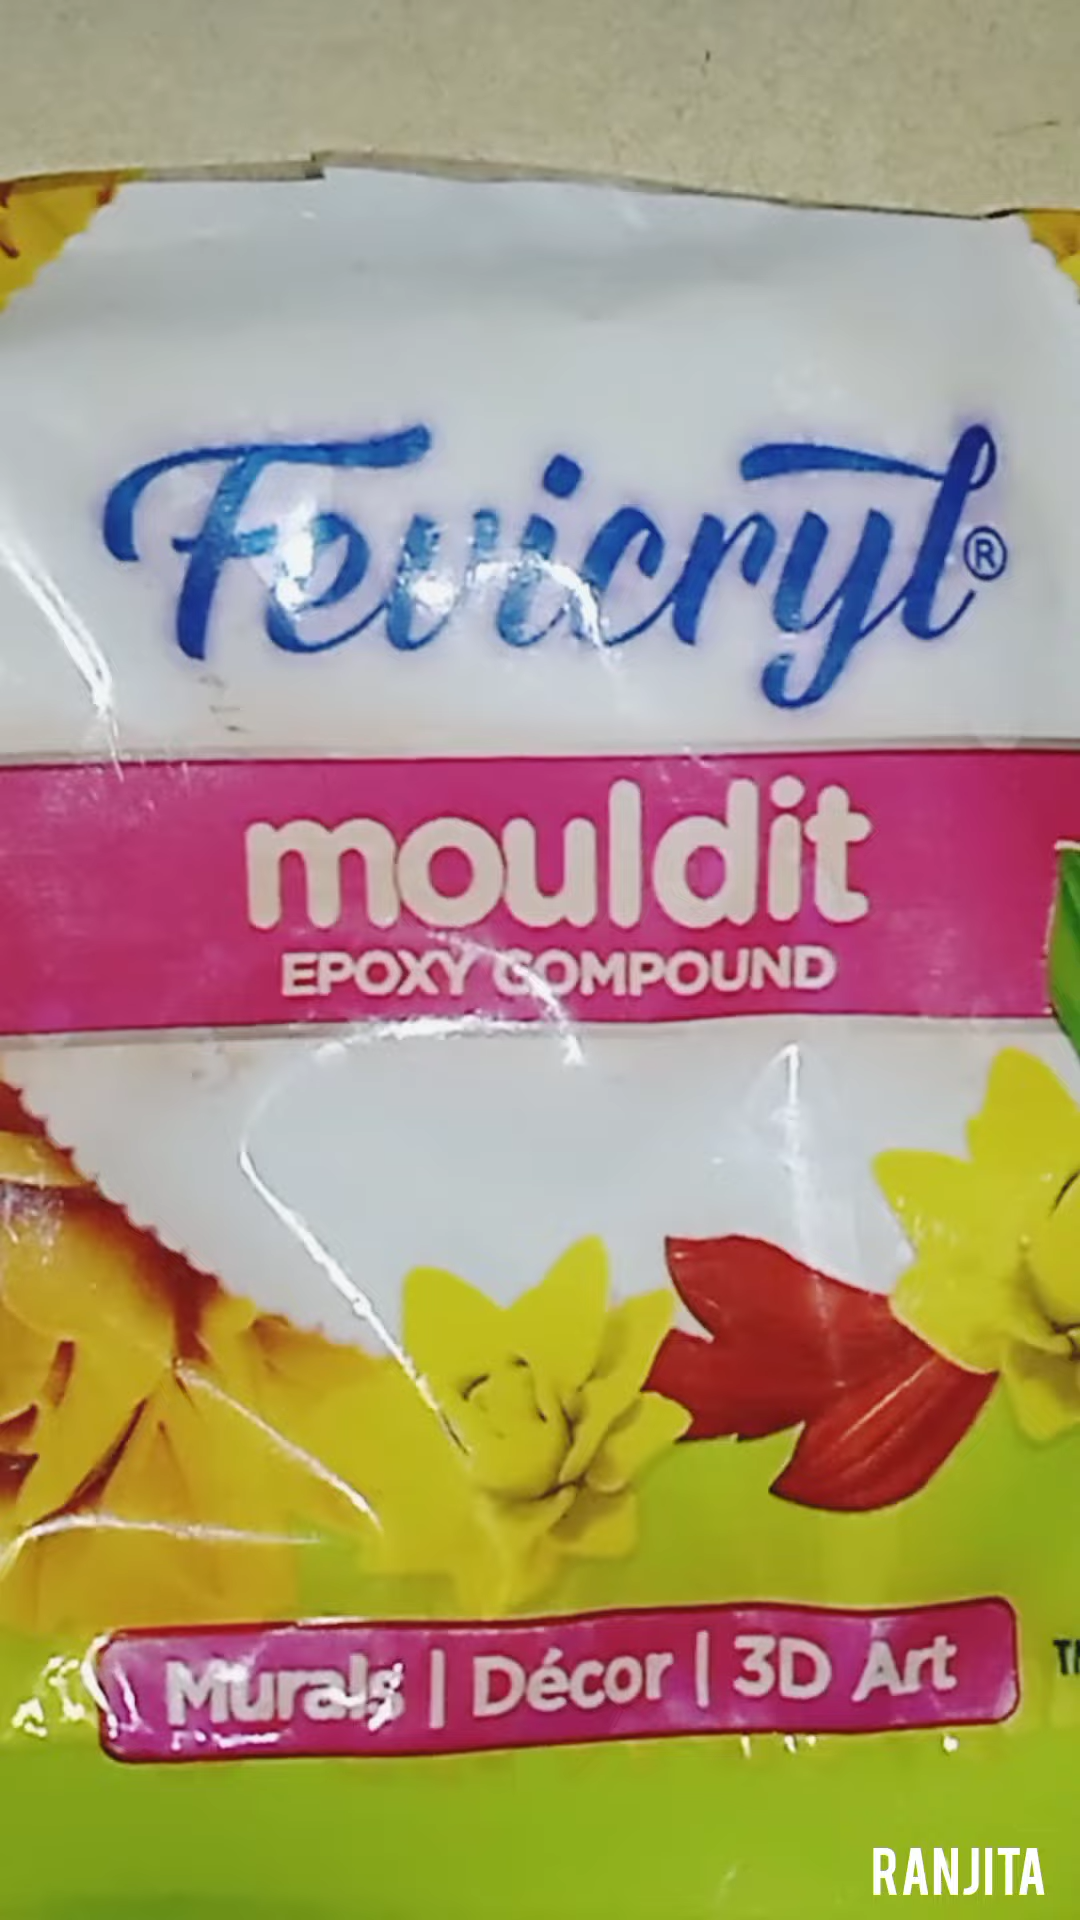 Fevicryl®
mouldit
EPOXY COMPOUND
Murals | Décor | 3D Art
RANJITA